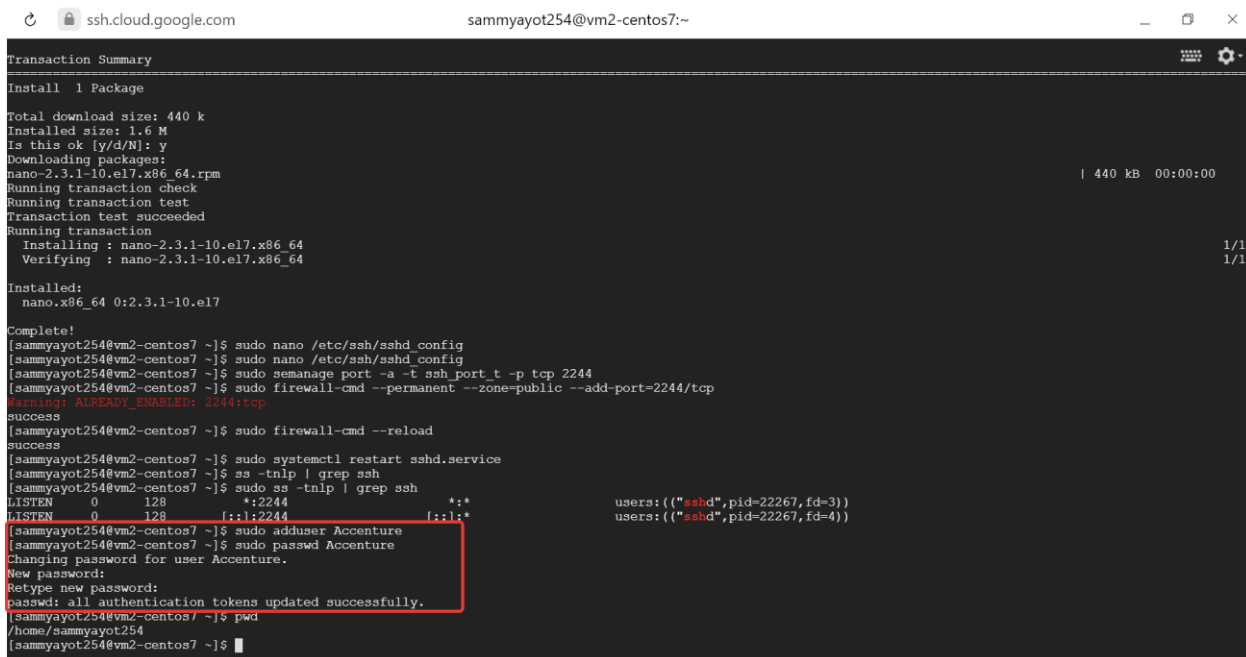 ssh.cloud.google.com sammyayot254@vm2-centos7:~
Transaction Summary
Install 1 Package
Total download size: 440 k
Installed size: 1.6 M
Is this ok [y/d/N]: y
Downloading packages:
nano-2.3.1-10.el7.x86_64.rpm | 440 kB 00:00:00
Running transaction check
Running transaction test
Transaction test succeeded
Running transaction
Installing : nano-2.3.1-10.el7.x86_64 1/1
Verifying : nano-2.3.1-10.el7.x86_64 1/1
Installed:
nano.x86_64 0:2.3.1-10.el7
Complete!
[sammyayot254@vm2-centos7 ~]$ sudo nano /etc/ssh/sshd_config
[sammyayot254@vm2-centos7 ~]$ sudo nano /etc/ssh/sshd_config
[sammyayot254@vm2-centos7 ~]$ sudo semanage port -a -t ssh_port_t -p tcp 2244
[sammyayot254@vm2-centos7 ~]$ sudo firewall-cmd --permanent --zone=public --add-port=2244/tcp
Warning: ALREADY_ENABLED: 2244:tcp
success
[sammyayot254@vm2-centos7 ~]$ sudo firewall-cmd --reload
success
[sammyayot254@vm2-centos7 ~]$ sudo systemctl restart sshd.service
[sammyayot254@vm2-centos7 ~]$ ss -tnlp | grep ssh
[sammyayot254@vm2-centos7 ~]$ sudo ss -tnlp | grep ssh
LISTEN 0 128 *:2244 *:* users:(("sshd",pid=22267,fd=3))
LISTEN 0 128 [::]:2244 [::]:* users:(("sshd",pid=22267,fd=4))
[sammyayot254@vm2-centos7 ~]$ sudo adduser Accenture
[sammyayot254@vm2-centos7 ~]$ sudo passwd Accenture
Changing password for user Accenture.
New password:
Retype new password:
passwd: all authentication tokens updated successfully.
[sammyayot254@vm2-centos7 ~]$ pwd
/home/sammyayot254
[sammyayot254@vm2-centos7 ~]$